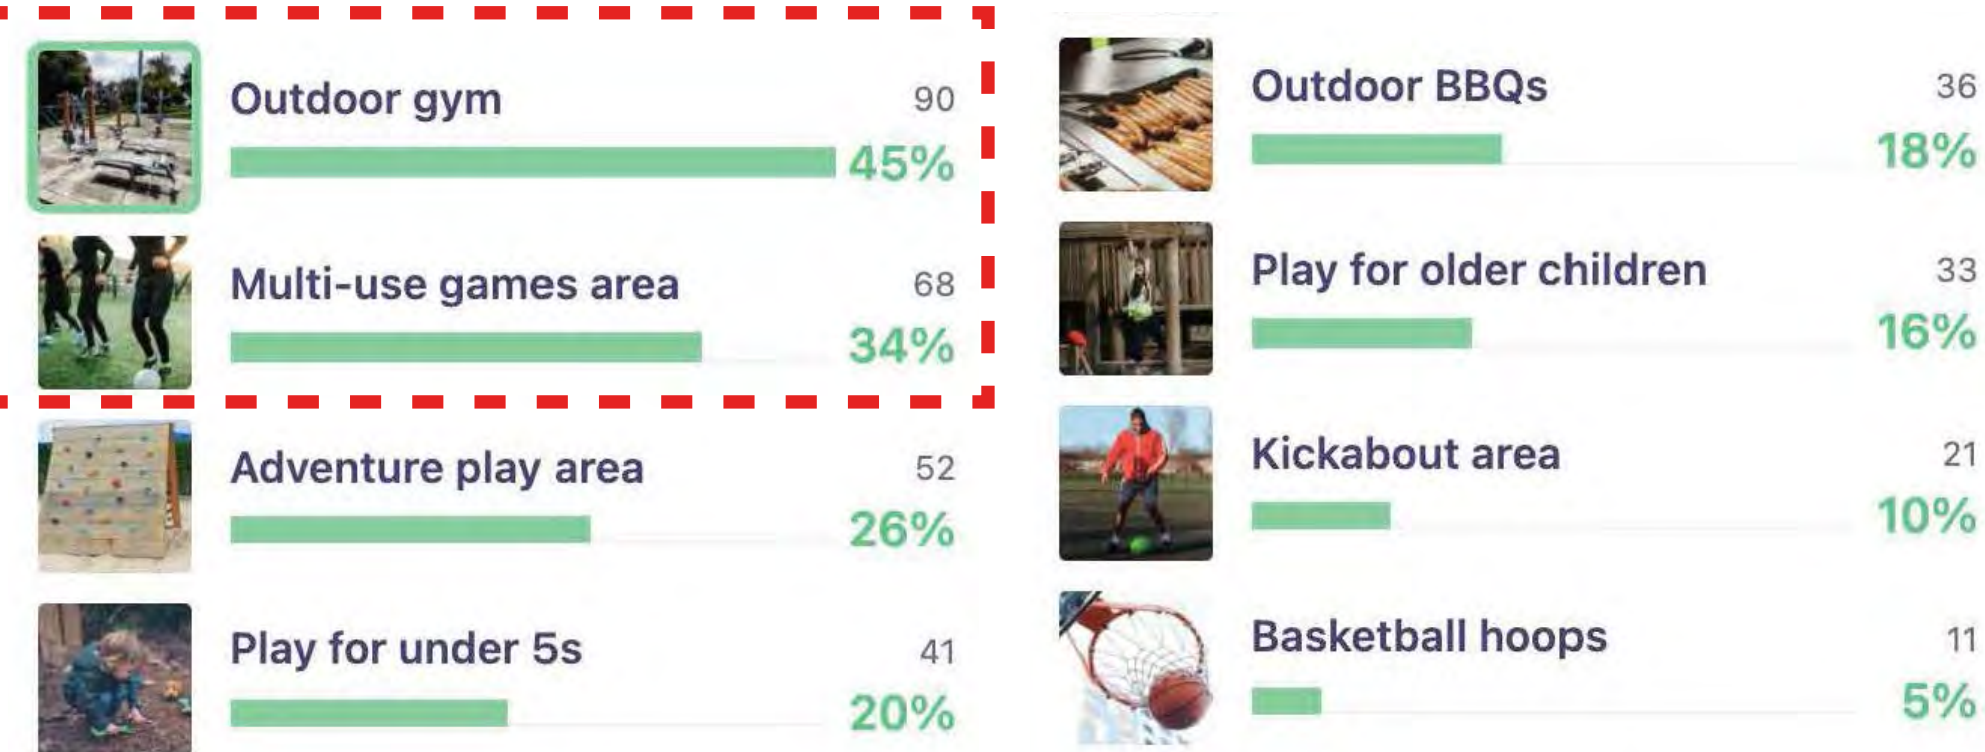 Outdoor gym 90
45%
Multi-use games area 68
34%
Adventure play area 52
26%
Play for under 5s 41
20%
Outdoor BBQs 36
18%
Play for older children 33
16%
Kickabout area 21
10%
Basketball hoops 11
5%